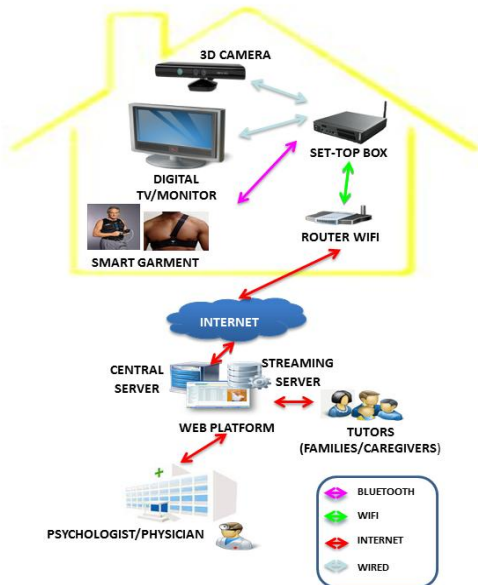 3D CAMERA
SET-TOP BOX
DIGITAL
TV/MONITOR
ROUTER WIFI
SMART GARMENT
INTERNET
CENTRAL
SERVER
STREAMING
SERVER
WEB PLATFORM
TUTORS
(FAMILIES/CAREGIVERS)
PSYCHOLOGIST/PHYSICIAN
BLUETOOTH
WIFI
INTERNET
WIRED